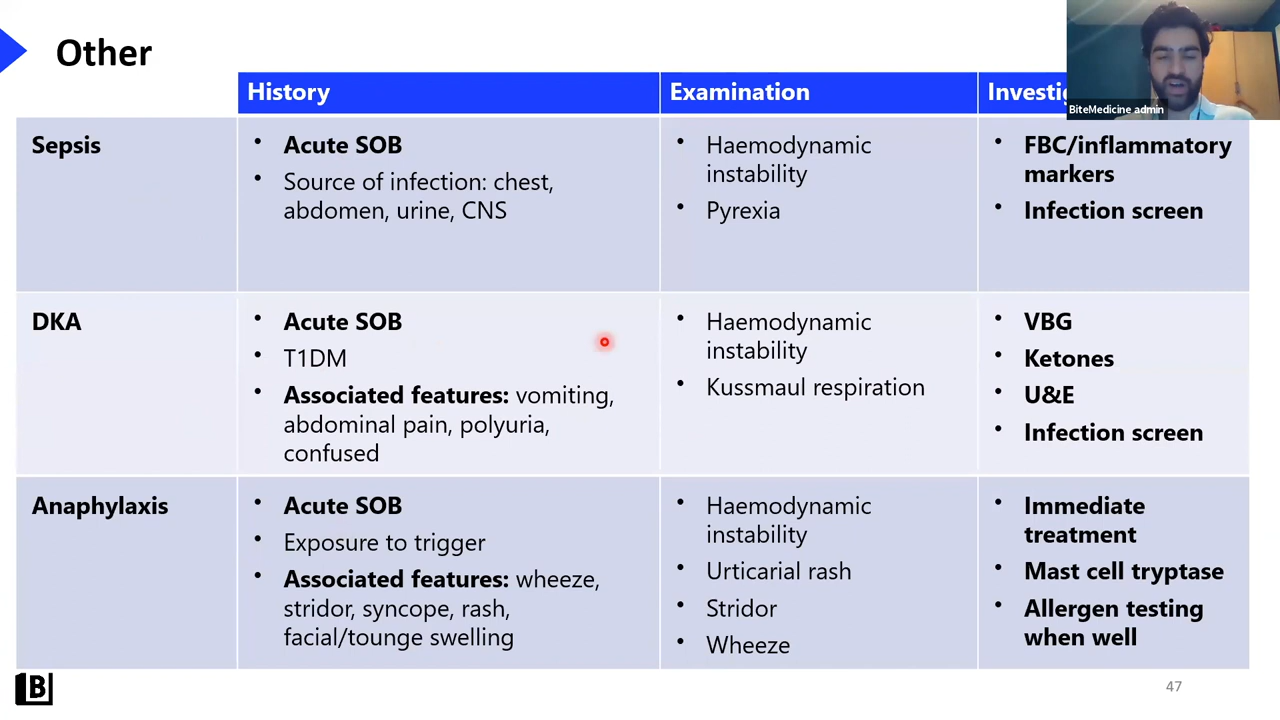 Other
BiteMedicine admin
History
Examination
Sepsis
Acute SOB
Source of infection: chest,
abdomen, urine, CNS
Haemodynamic
instability
Pyrexia
FBC/inflammatory
markers
Infection screen
DKA
Acute SOB
T1DM
Associated features: vomiting,
abdominal pain, polyuria,
confused
Haemodynamic
instability
Kussmaul respiration
VBG
Ketones
U&E
Infection screen
Anaphylaxis
Acute SOB
Exposure to trigger
Associated features: wheeze,
stridor, syncope, rash,
facial/tounge swelling
Haemodynamic
instability
Urticarial rash
Stridor
Wheeze
Immediate
treatment
Mast cell tryptase
Allergen testing
when well
B
47